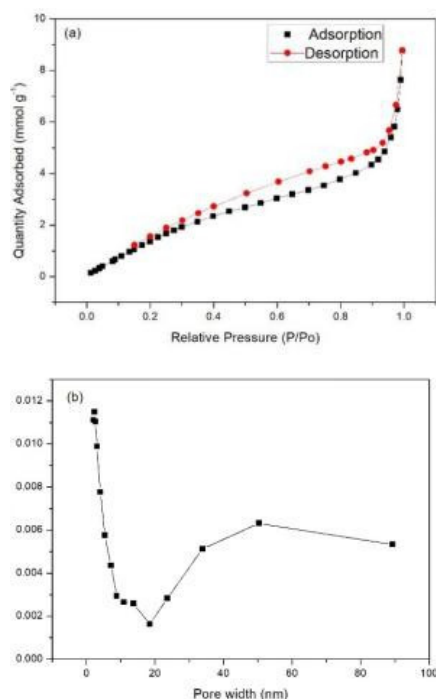 (a)
Adsorption
Desorption
Quantity Adsorbed (mmol g⁻¹)
10
8
6
4
2
0
0.0 0.2 0.4 0.6 0.8 1.0
Relative Pressure (P/Po)
(b)
0.012
0.010
0.008
0.006
0.004
0.002
0.000
0 20 40 60 80 100
Pore width (nm)